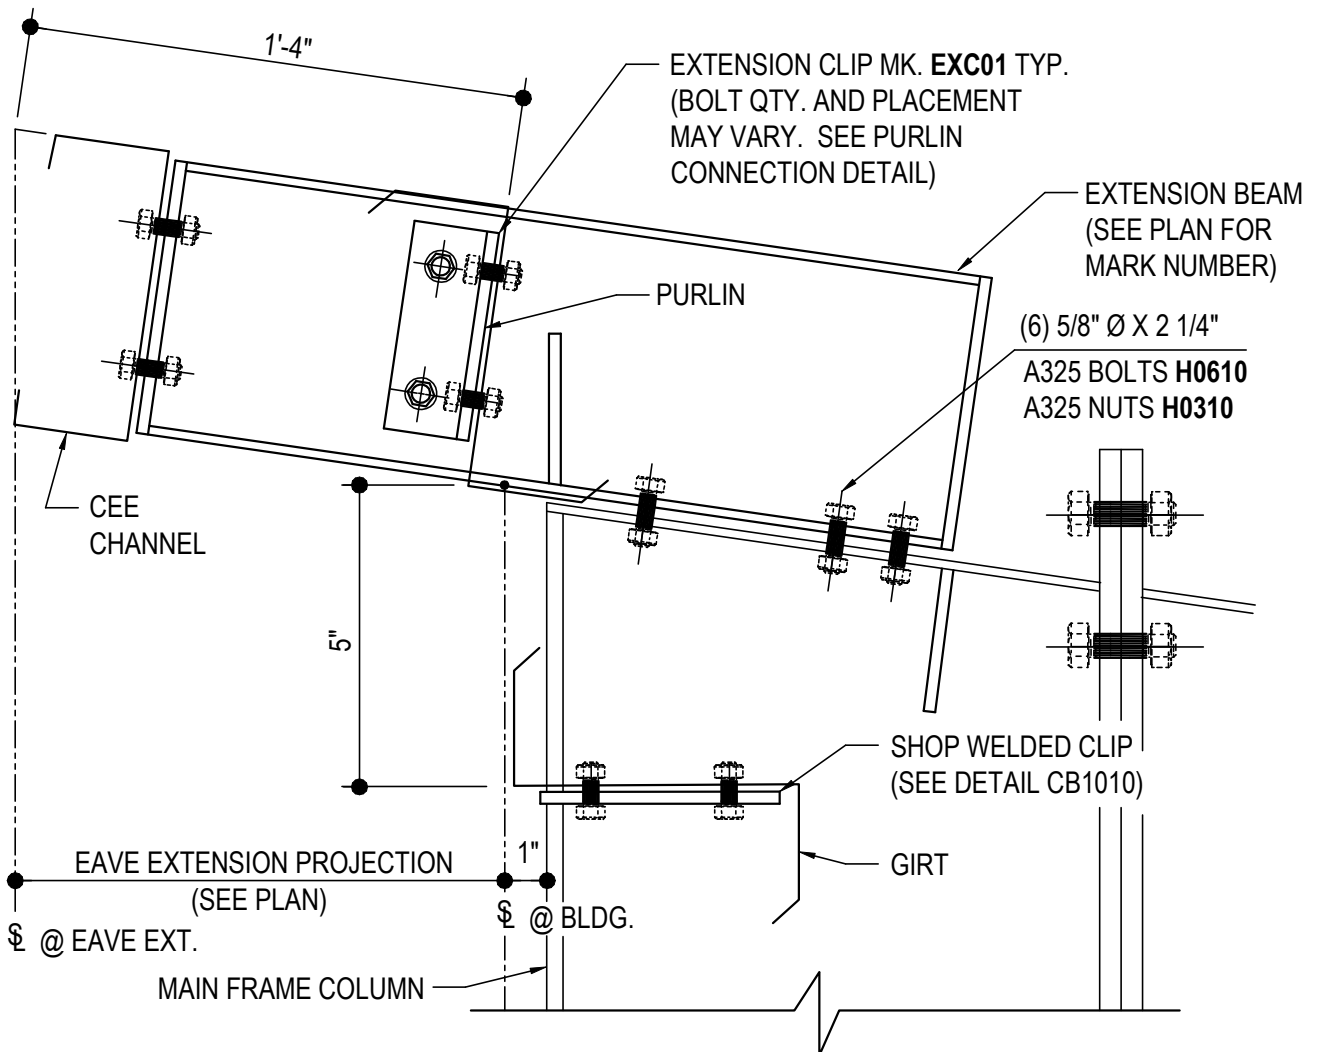 1'-4"
EXTENSION CLIP MK. EXC01 TYP.
(BOLT QTY. AND PLACEMENT
MAY VARY. SEE PURLIN
CONNECTION DETAIL)
EXTENSION BEAM
(SEE PLAN FOR
MARK NUMBER)
PURLIN
(6) 5/8" Ø X 2 1/4"
A325 BOLTS H0610
A325 NUTS H0310
CEE
CHANNEL
5"
SHOP WELDED CLIP
(SEE DETAIL CB1010)
GIRT
EAVE EXTENSION PROJECTION
(SEE PLAN)
1"
@ EAVE EXT.
@ BLDG.
MAIN FRAME COLUMN